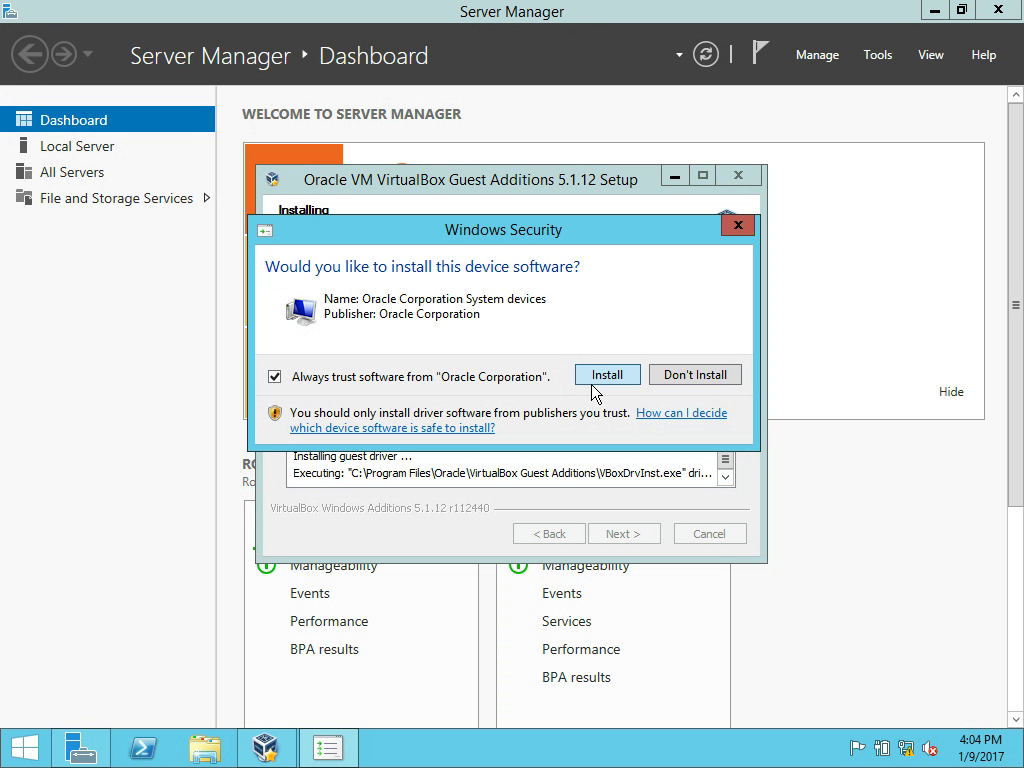 Server Manager
Server Manager ‣ Dashboard
Manage Tools View Help
Dashboard
Local Server
All Servers
File and Storage Services
WELCOME TO SERVER MANAGER
Oracle VM VirtualBox Guest Additions 5.1.12 Setup
Installing
Windows Security
Would you like to install this device software?
Name: Oracle Corporation System devices
Publisher: Oracle Corporation
Always trust software from "Oracle Corporation".
Install
Don't Install
You should only install driver software from publishers you trust. How can I decide
which device software is safe to install?
Hide
Installing guest driver ...
Executing: "C:\Program Files\Oracle\VirtualBox Guest Additions\VBoxDrvInst.exe" dri...
VirtualBox Windows Additions 5.1.12 r112440
< Back
Next >
Cancel
Manageability
Events
Performance
BPA results
Manageability
Events
Services
Performance
BPA results
4:04 PM
1/9/2017